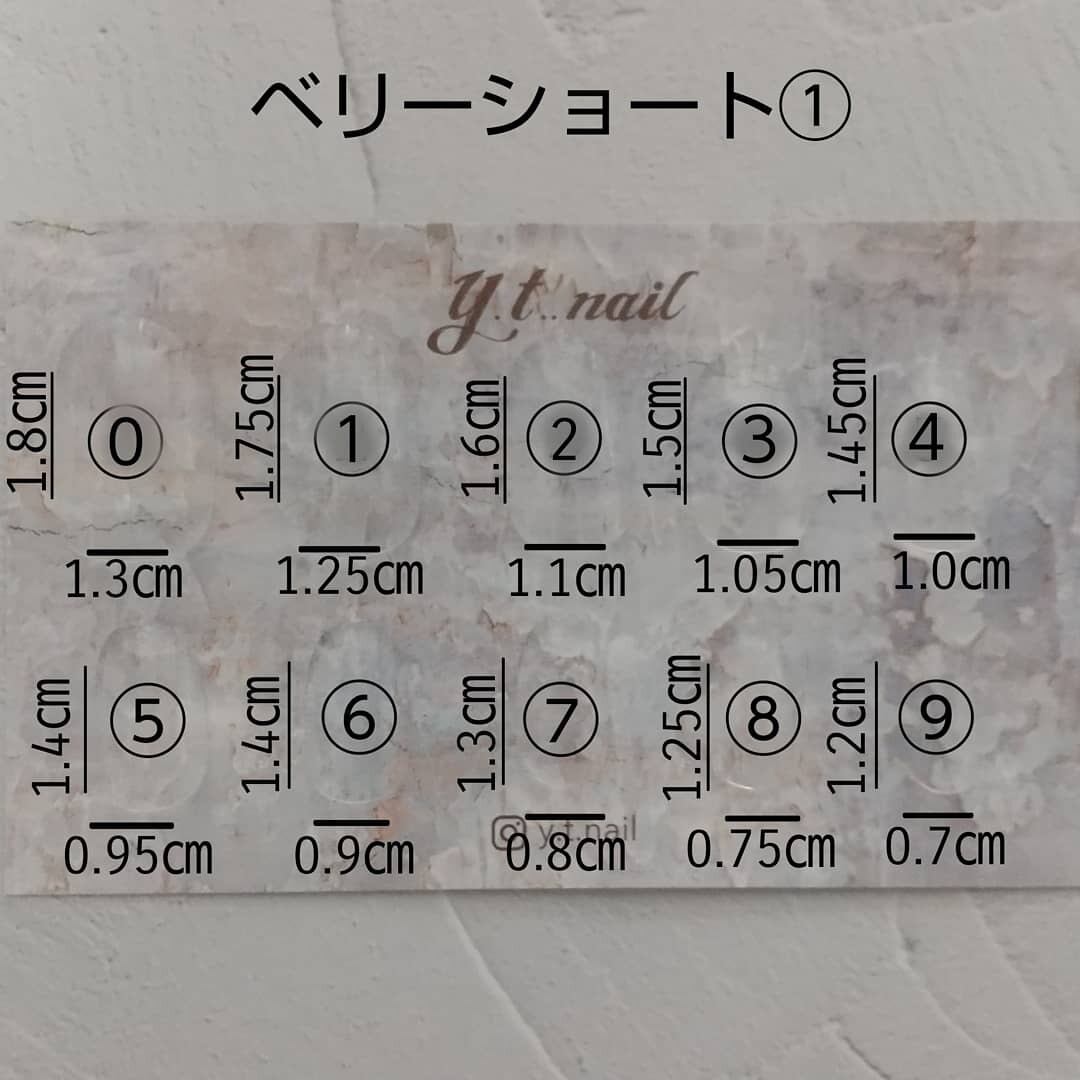 ベリーショート①
y.t..nail
1.8cm ⓪ 1.75cm ① 1.6cm ② 1.5cm ③ 1.45cm ④
1.3cm 1.25cm 1.1cm 1.05cm 1.0cm
1.4cm ⑤ 1.4cm ⑥ 1.3cm ⑦ 1.25cm ⑧ 1.2cm ⑨
y.t.nail
0.95cm 0.9cm 0.8cm 0.75cm 0.7cm